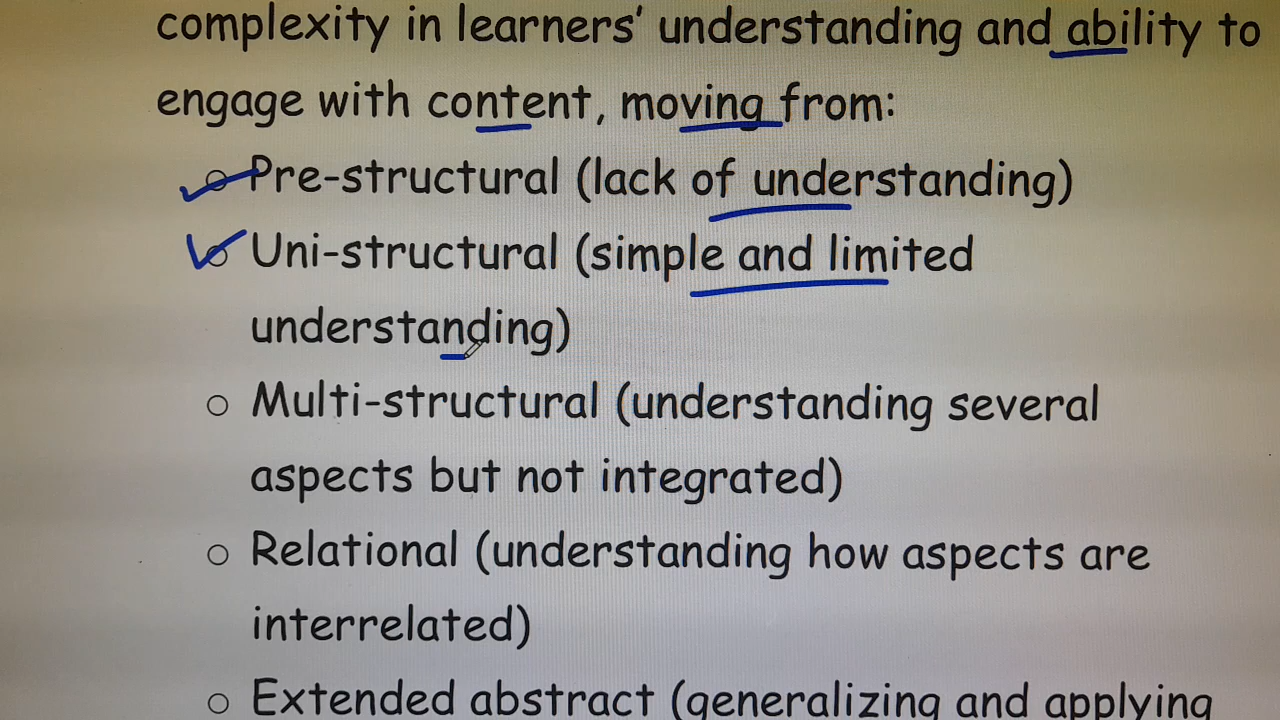 complexity in learners' understanding and ability to
engage with content, moving from:
○ Pre-structural (lack of understanding)
○ Uni-structural (simple and limited
understanding)
○ Multi-structural (understanding several
aspects but not integrated)
○ Relational (understanding how aspects are
interrelated)
○ Extended abstract (generalizing and applying